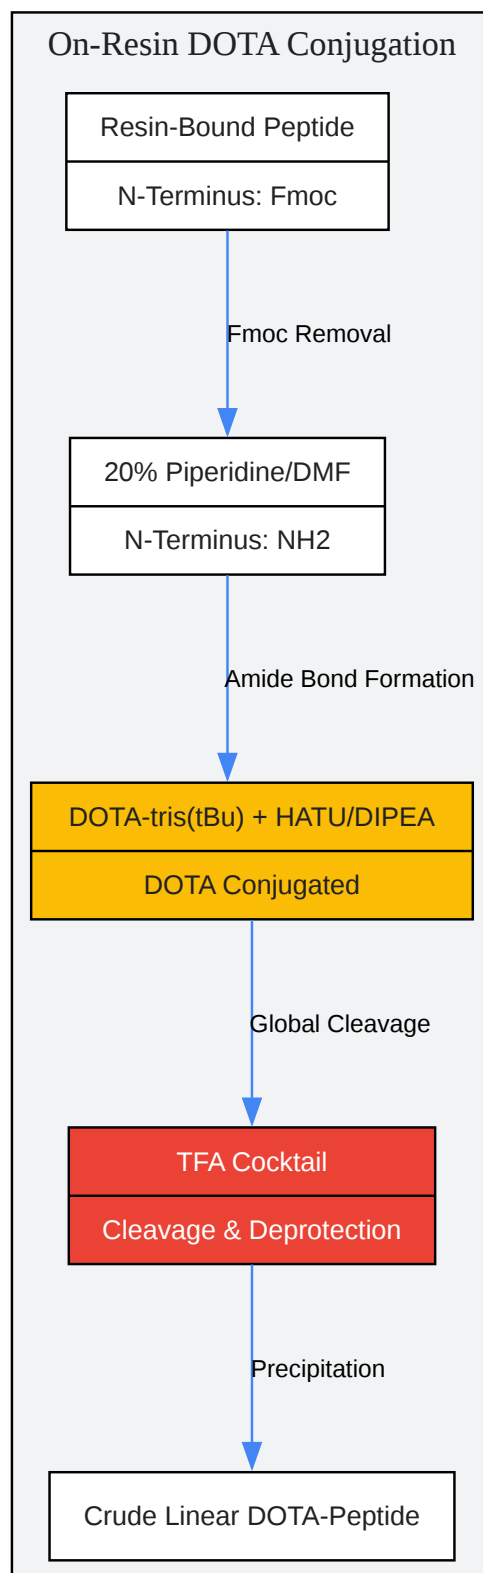 On-Resin DOTA Conjugation
Resin-Bound Peptide
N-Terminus: Fmoc
Fmoc Removal
20% Piperidine/DMF
N-Terminus: NH2
Amide Bond Formation
DOTA-tris(tBu) + HATU/DIPEA
DOTA Conjugated
Global Cleavage
TFA Cocktail
Cleavage & Deprotection
Precipitation
Crude Linear DOTA-Peptide